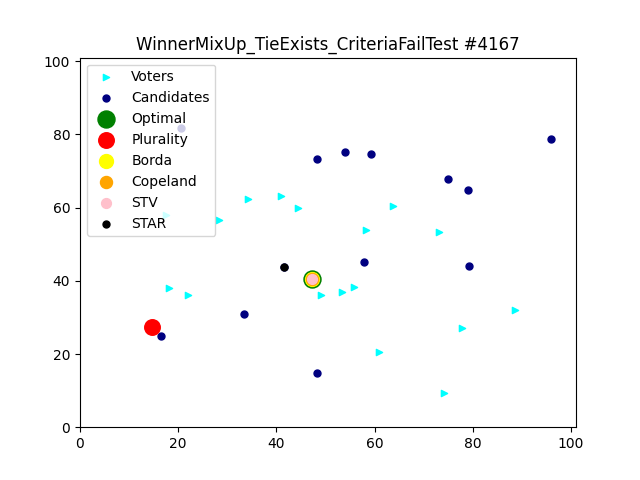 WinnerMixUp_TieExists_CriteriaFailTest #4167
100
80
60
40
20
0
0 20 40 60 80 100
Voters
Candidates
Optimal
Plurality
Borda
Copeland
STV
STAR